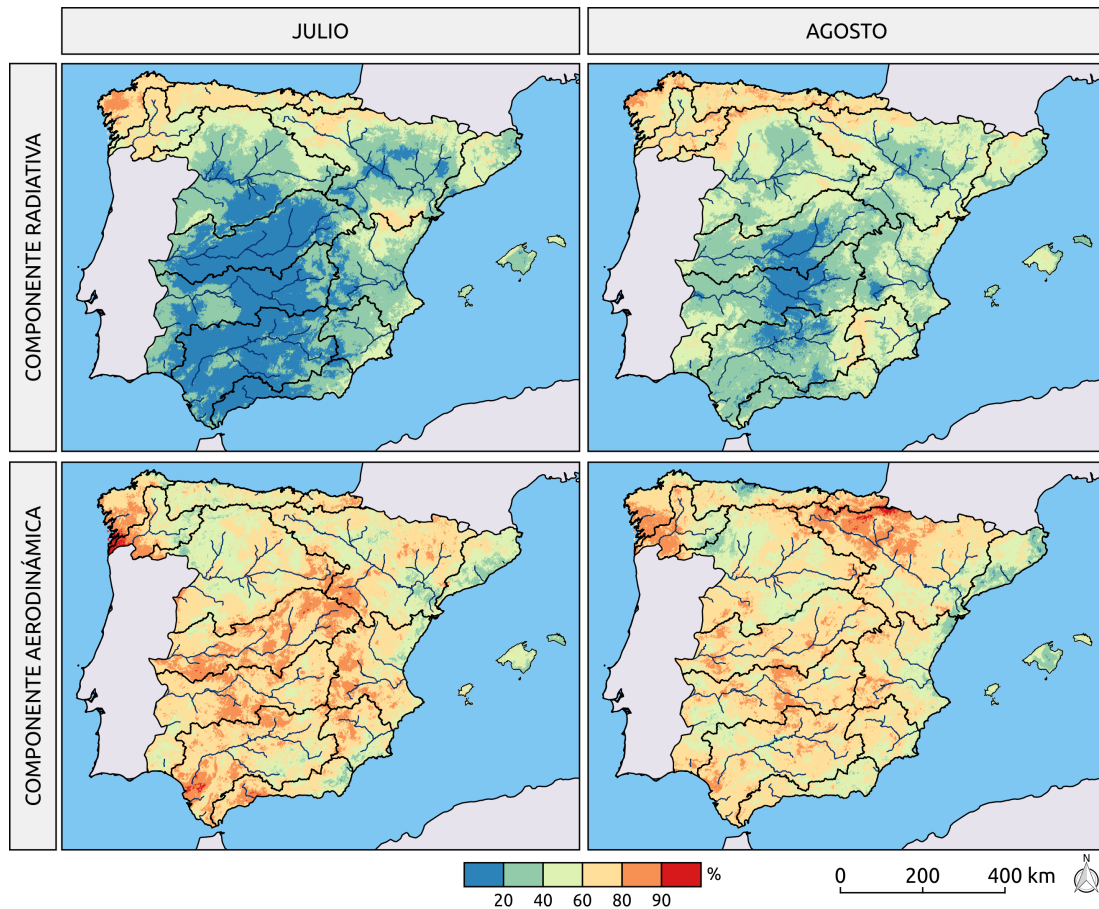 JULIO
AGOSTO
COMPONENTE RADIATIVA
COMPONENTE AERODINÁMICA
%
20 40 60 80 90
0 200 400 km
N